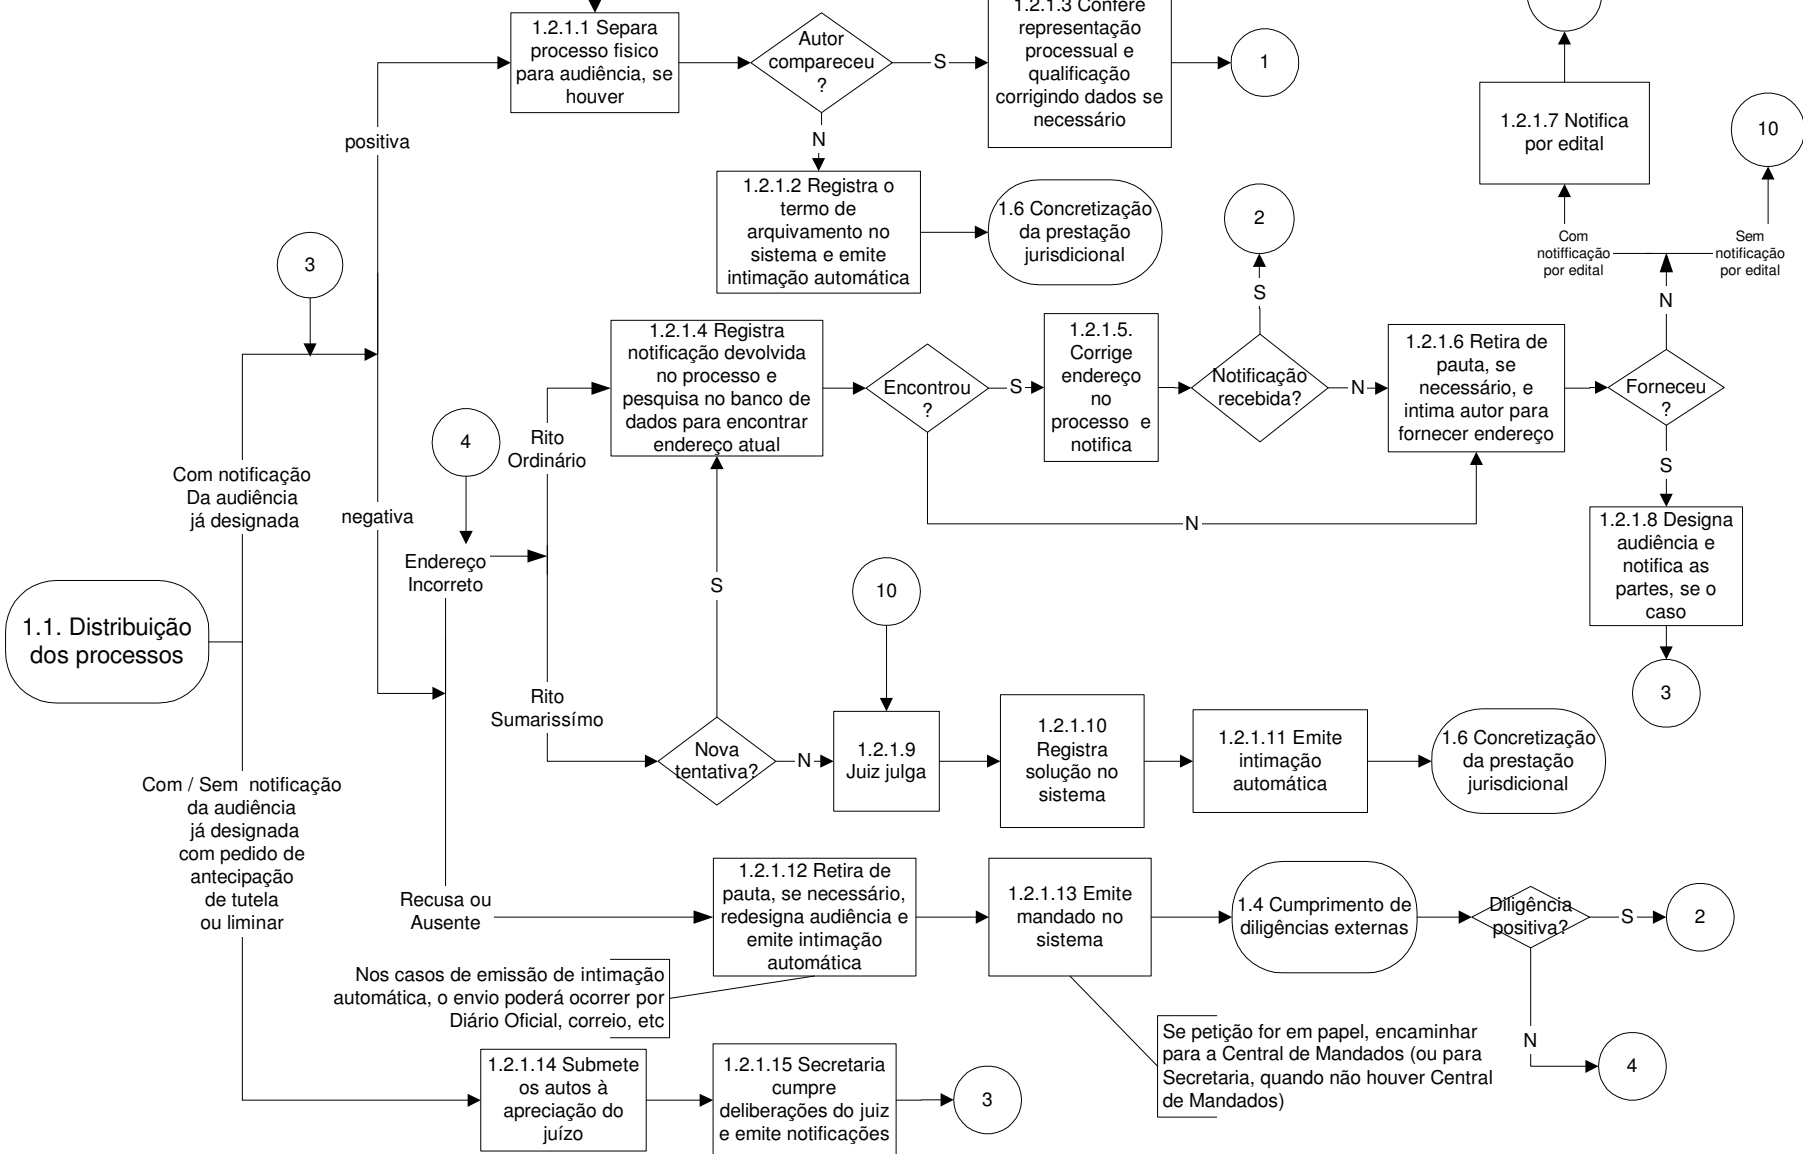 1.2.1.1 Separa
processo fisico
para audiência, se
houver
Autor
compareceu
?
S
1.2.1.3 Confere
representação
processual e
qualificação
corrigindo dados se
necessário
1
N
positiva
1.2.1.2 Registra o
termo de
arquivamento no
sistema e emite
intimação automática
1.6 Concretização
da prestação
jurisdicional
2
1.2.1.7 Notifica
por edital
10
Com
notifficação
por edital
Sem
notificação
por edital
3
S
N
1.2.1.4 Registra
notificação devolvida
no processo e
pesquisa no banco de
dados para encontrar
endereço atual
Encontrou
?
S
1.2.1.5.
Corrige
endereço
no
processo e
notifica
Notificação
recebida?
N
1.2.1.6 Retira de
pauta, se
necessário, e
intima autor para
fornecer endereço
Forneceu
?
S
N
4
Rito
Ordinário
Com notificação
Da audiência
já designada
negativa
Endereço
Incorreto
1.2.1.8 Designa
audiência e
notifica as
partes, se o
caso
3
S
10
1.1. Distribuição
dos processos
Rito
Sumarissímo
Nova
tentativa?
N
1.2.1.9
Juiz julga
1.2.1.10
Registra
solução no
sistema
1.2.1.11 Emite
intimação
automática
1.6 Concretização
da prestação
jurisdicional
Com / Sem notificação
da audiência
já designada
com pedido de
antecipação
de tutela
ou liminar
Recusa ou
Ausente
1.2.1.12 Retira de
pauta, se necessário,
redesigna audiência e
emite intimação
automática
1.2.1.13 Emite
mandado no
sistema
1.4 Cumprimento de
diligências externas
Diligência
positiva?
S
2
Nos casos de emissão de intimação
automática, o envio poderá ocorrer por
Diário Oficial, correio, etc
N
4
Se petição for em papel, encaminhar
para a Central de Mandados (ou para
Secretaria, quando não houver Central
de Mandados)
1.2.1.14 Submete
os autos à
apreciação do
juízo
1.2.1.15 Secretaria
cumpre
deliberações do juiz
e emite notificações
3